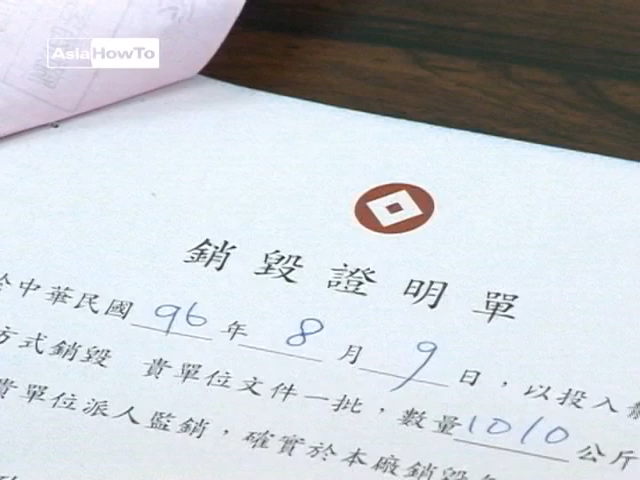 AsiaHowTo
銷毀證明單
於中華民國 96 年 8 月 9 日，以投入
方式銷毀 貴單位文件一批，數量 1010 公斤
貴單位派人監銷，確實於本廠銷毀